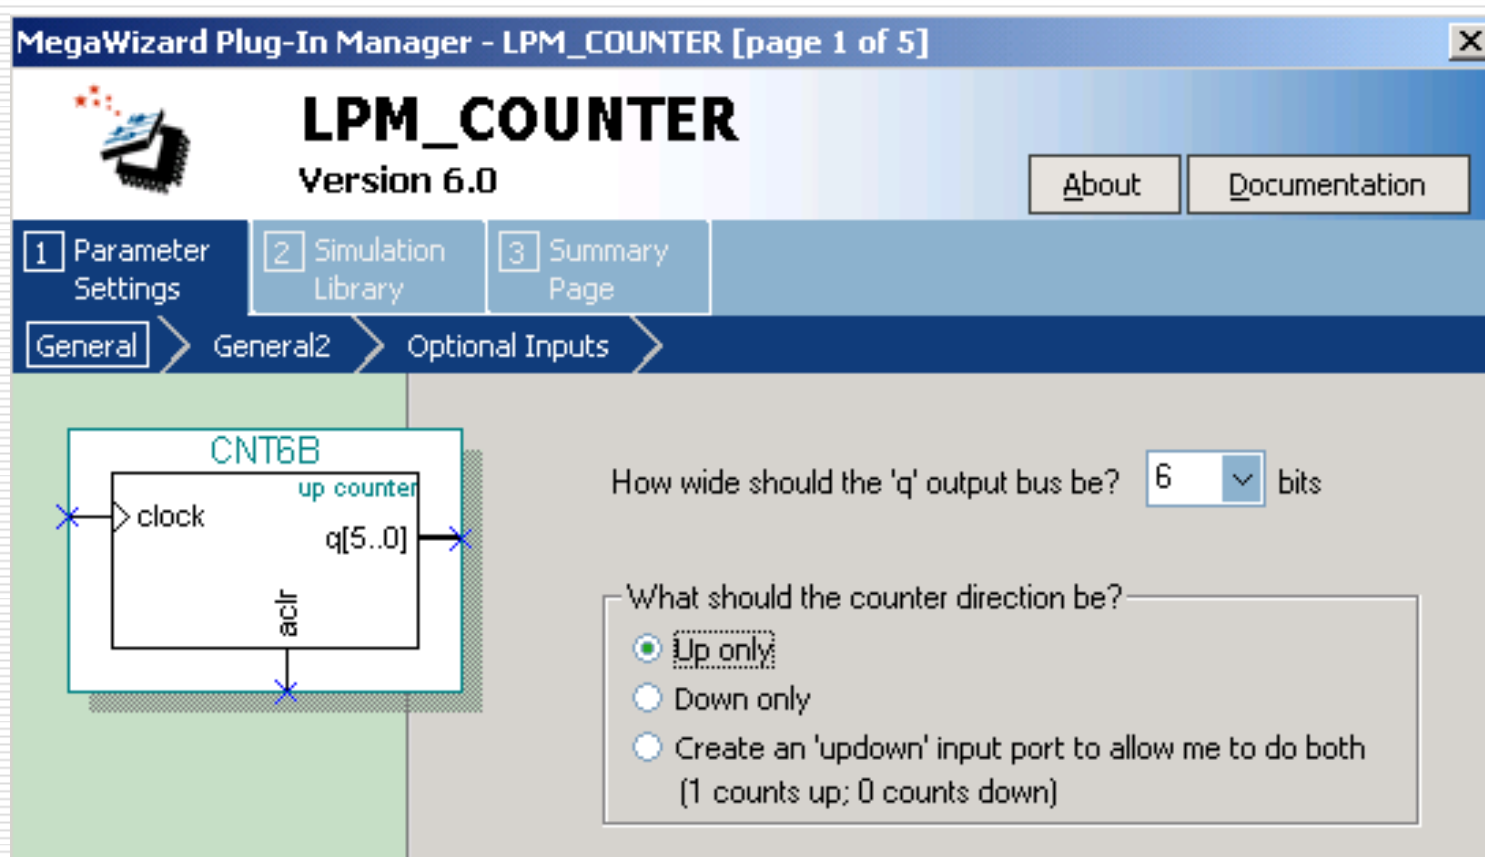 MegaWizard Plug-In Manager - LPM_COUNTER [page 1 of 5]
LPM_COUNTER
Version 6.0
About
Documentation
1 Parameter Settings
2 Simulation Library
3 Summary Page
General
General2
Optional Inputs
CNT6B
up counter
clock
q[5..0]
aclr
How wide should the 'q' output bus be? 6 bits
What should the counter direction be?
Up only
Down only
Create an 'updown' input port to allow me to do both
(1 counts up; 0 counts down)